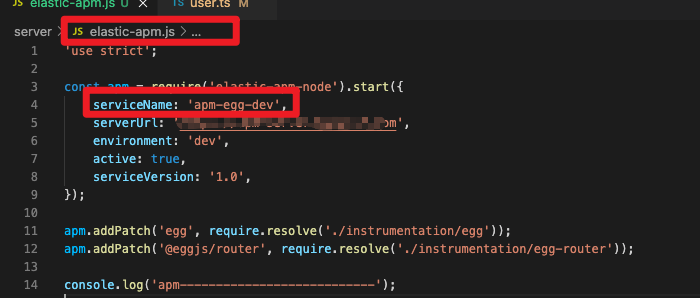 JS elastic-apm.js U
TS user.ts
server > JS elastic-apm.js > ...
1 'use strict';
2
3 const apm = require('elastic-apm-node').start({
4 serviceName: 'apm-egg-dev',
5 serverUrl: ' om',
6 environment: 'dev',
7 active: true,
8 serviceVersion: '1.0',
9 });
10
11 apm.addPatch('egg', require.resolve('./instrumentation/egg'));
12 apm.addPatch('@eggjs/router', require.resolve('./instrumentation/egg-router'));
13
14 console.log('apm---------------------------');